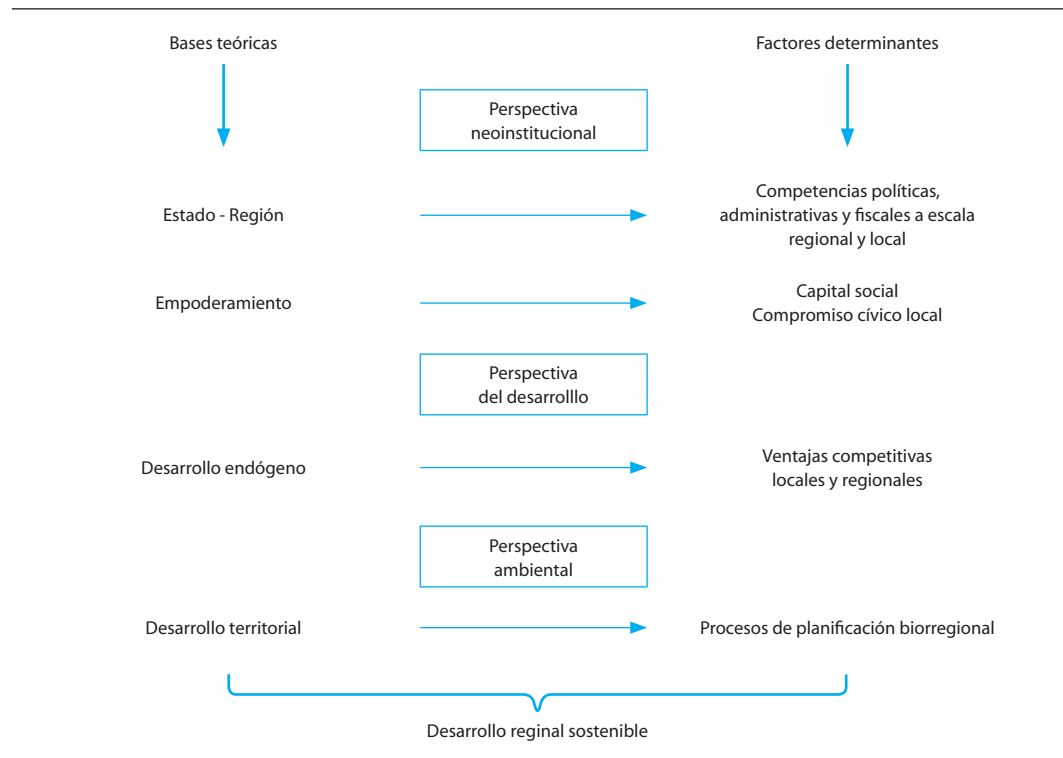 Bases teóricas
Factores determinantes
Perspectiva
neoinstitucional
Estado - Región
Competencias políticas,
administrativas y fiscales a escala
regional y local
Empoderamiento
Capital social
Compromiso cívico local
Perspectiva
del desarrolllo
Desarrollo endógeno
Ventajas competitivas
locales y regionales
Perspectiva
ambiental
Desarrollo territorial
Procesos de planificación biorregional
Desarrollo reginal sostenible